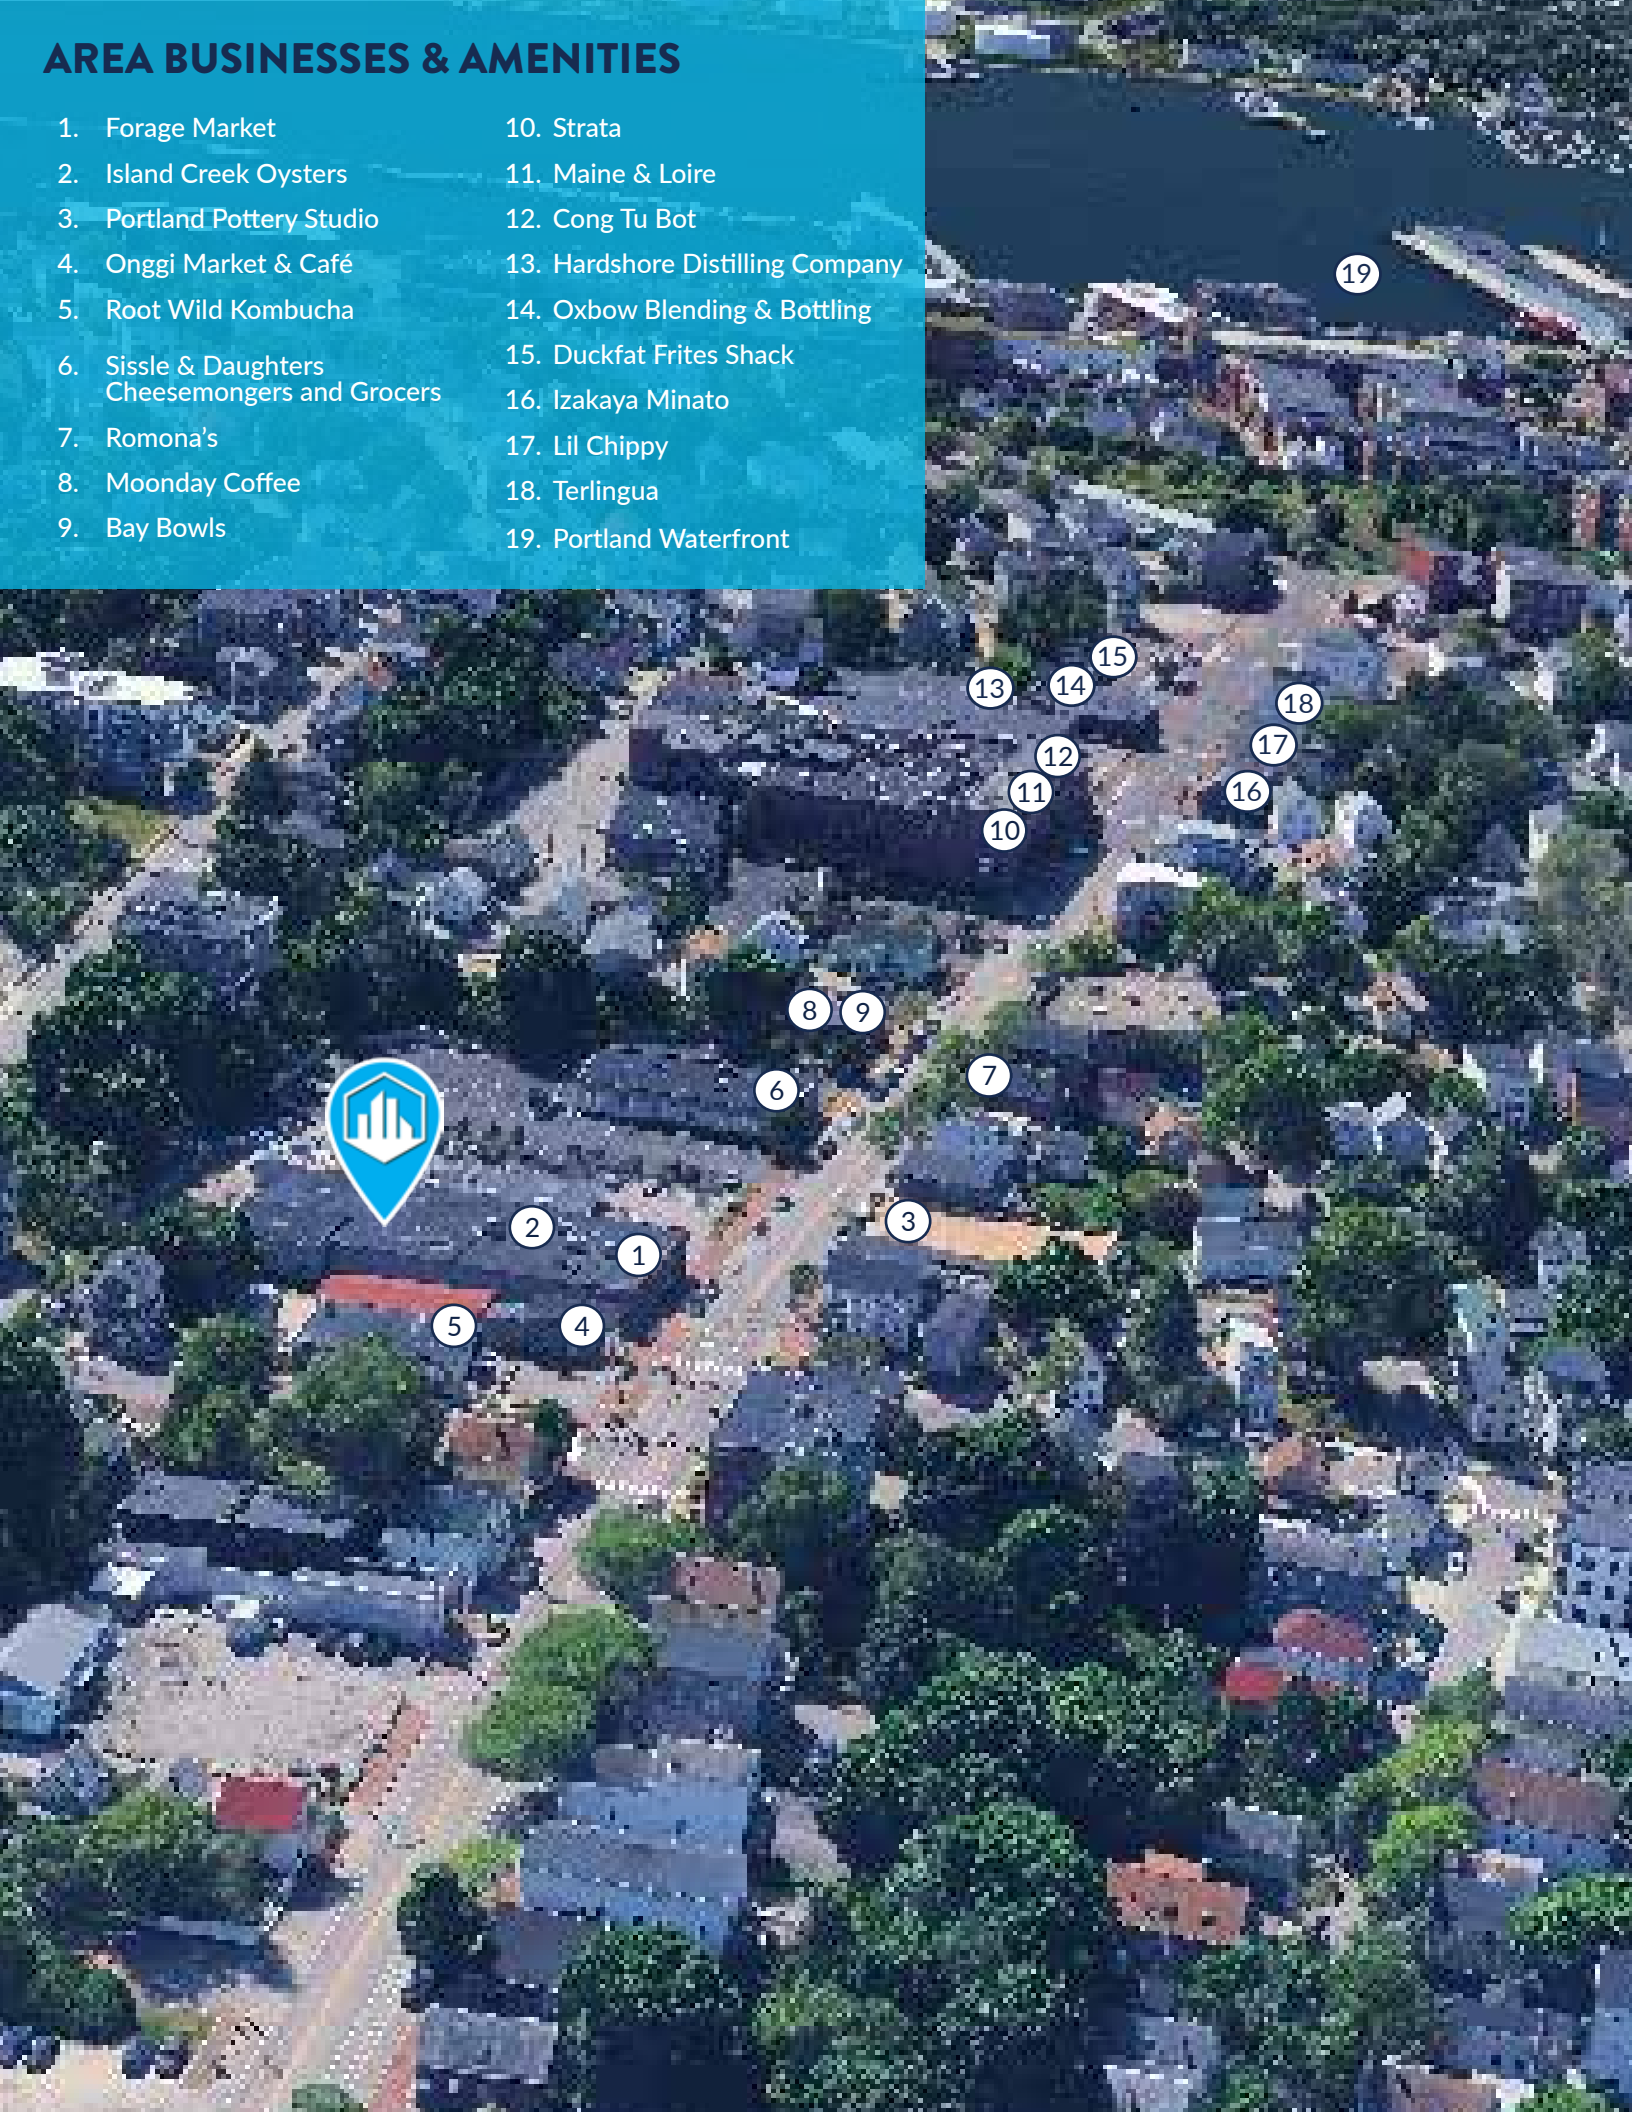 AREA BUSINESSES & AMENITIES
1. Forage Market
2. Island Creek Oysters
3. Portland Pottery Studio
4. Onggi Market & Café
5. Root Wild Kombucha
6. Sissle & Daughters
Cheesemongers and Grocers
7. Romona's
8. Moonday Coffee
9. Bay Bowls
10. Strata
11. Maine & Loire
12. Cong Tu Bot
13. Hardshore Distilling Company
14. Oxbow Blending & Bottling
15. Duckfat Frites Shack
16. Izakaya Minato
17. Lil Chippy
18. Terlingua
19. Portland Waterfront
19
15
13
14
18
17
12
16
11
10
8
9
7
6
3
2
1
5
4